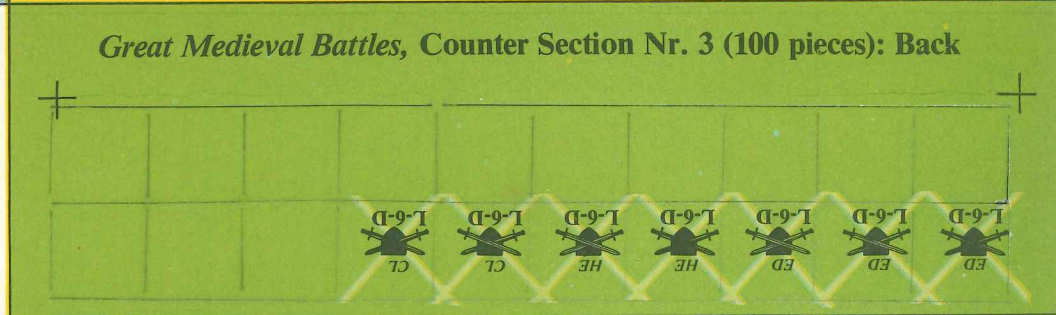 Great Medieval Battles, Counter Section Nr. 3 (100 pieces): Back
L-6-D L-6-D L-6-D L-6-D L-6-D L-6-D L-6-D
CL CL HE HE ED ED ED